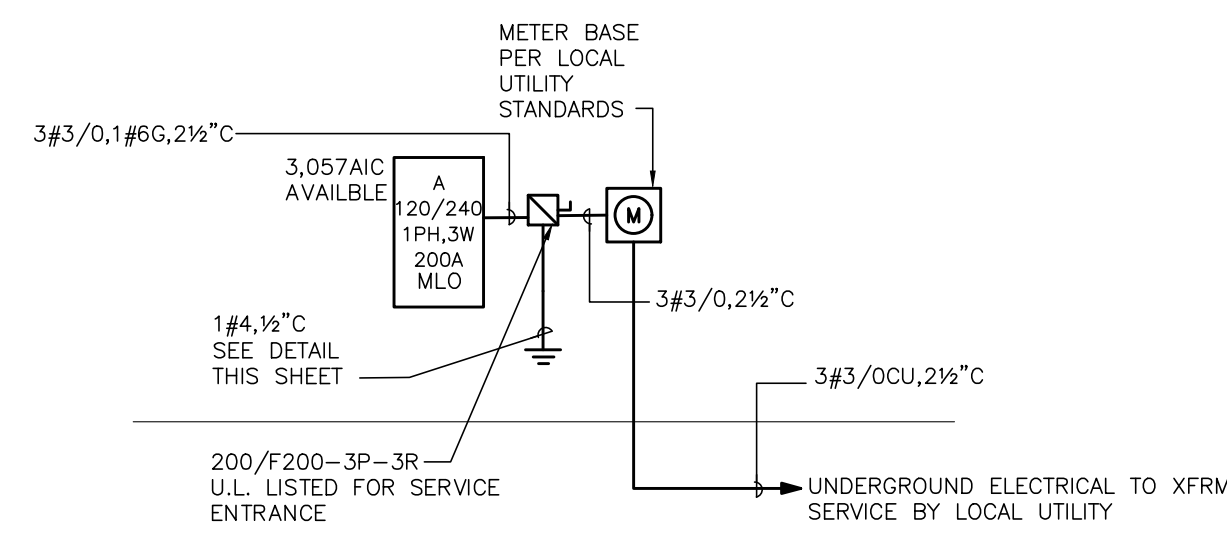 METER BASE
PER LOCAL
UTILITY
STANDARDS
3#3/0,1#6G,2½"C
3,057AIC
AVAILBLE
A
120/240
1PH,3W
200A
MLO
M
3#3/0,2½"C
1#4,½"C
SEE DETAIL
THIS SHEET
3#3/0CU,2½"C
200/F200-3P-3R
U.L. LISTED FOR SERVICE
ENTRANCE
UNDERGROUND ELECTRICAL TO XFRM
SERVICE BY LOCAL UTILITY